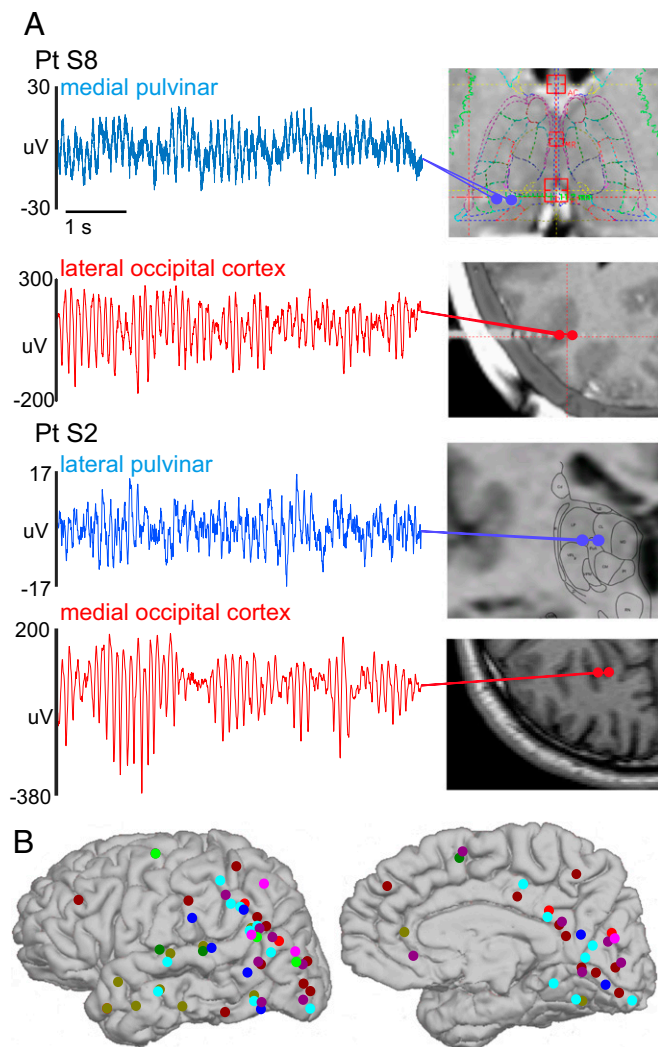 A
Pt S8
medial pulvinar
30
uV
-30
1 s
lateral occipital cortex
300
uV
-200
Pt S2
lateral pulvinar
17
uV
-17
medial occipital cortex
200
uV
-380
B